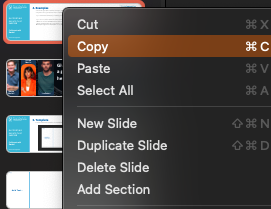 Cut ⌘ X
Copy ⌘ C
Paste ⌘ V
Select All ⌘ A
New Slide ⇧ ⌘ N
Duplicate Slide ⇧ ⌘ D
Delete Slide
Add Section